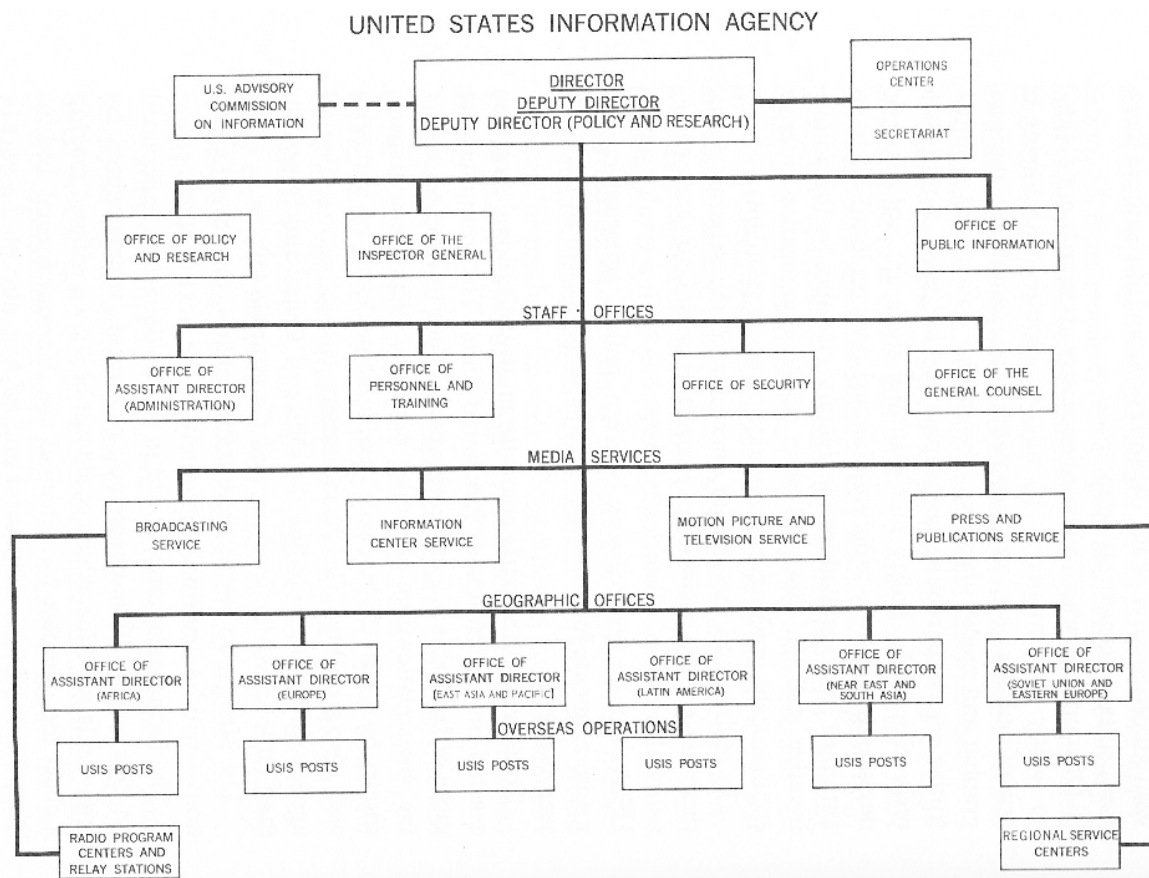 UNITED STATES INFORMATION AGENCY
U.S. ADVISORY
COMMISSION
ON INFORMATION
DIRECTOR
DEPUTY DIRECTOR
DEPUTY DIRECTOR (POLICY AND RESEARCH)
OPERATIONS
CENTER
SECRETARIAT
OFFICE OF POLICY
AND RESEARCH
OFFICE OF THE
INSPECTOR GENERAL
OFFICE OF
PUBLIC INFORMATION
STAFF · OFFICES
OFFICE OF
ASSISTANT DIRECTOR
(ADMINISTRATION)
OFFICE OF
PERSONNEL AND
TRAINING
OFFICE OF SECURITY
OFFICE OF THE
GENERAL COUNSEL
MEDIA SERVICES
BROADCASTING
SERVICE
INFORMATION
CENTER SERVICE
MOTION PICTURE AND
TELEVISION SERVICE
PRESS AND
PUBLICATIONS SERVICE
GEOGRAPHIC OFFICES
OFFICE OF
ASSISTANT DIRECTOR
(AFRICA)
OFFICE OF
ASSISTANT DIRECTOR
(EUROPE)
OFFICE OF
ASSISTANT DIRECTOR
(EAST ASIA AND PACIFIC)
OFFICE OF
ASSISTANT DIRECTOR
(LATIN AMERICA)
OFFICE OF
ASSISTANT DIRECTOR
(NEAR EAST AND
SOUTH ASIA)
OFFICE OF
ASSISTANT DIRECTOR
(SOVIET UNION AND
EASTERN EUROPE)
OVERSEAS OPERATIONS
USIS POSTS
USIS POSTS
USIS POSTS
USIS POSTS
USIS POSTS
USIS POSTS
RADIO PROGRAM
CENTERS AND
RELAY STATIONS
REGIONAL SERVICE
CENTERS